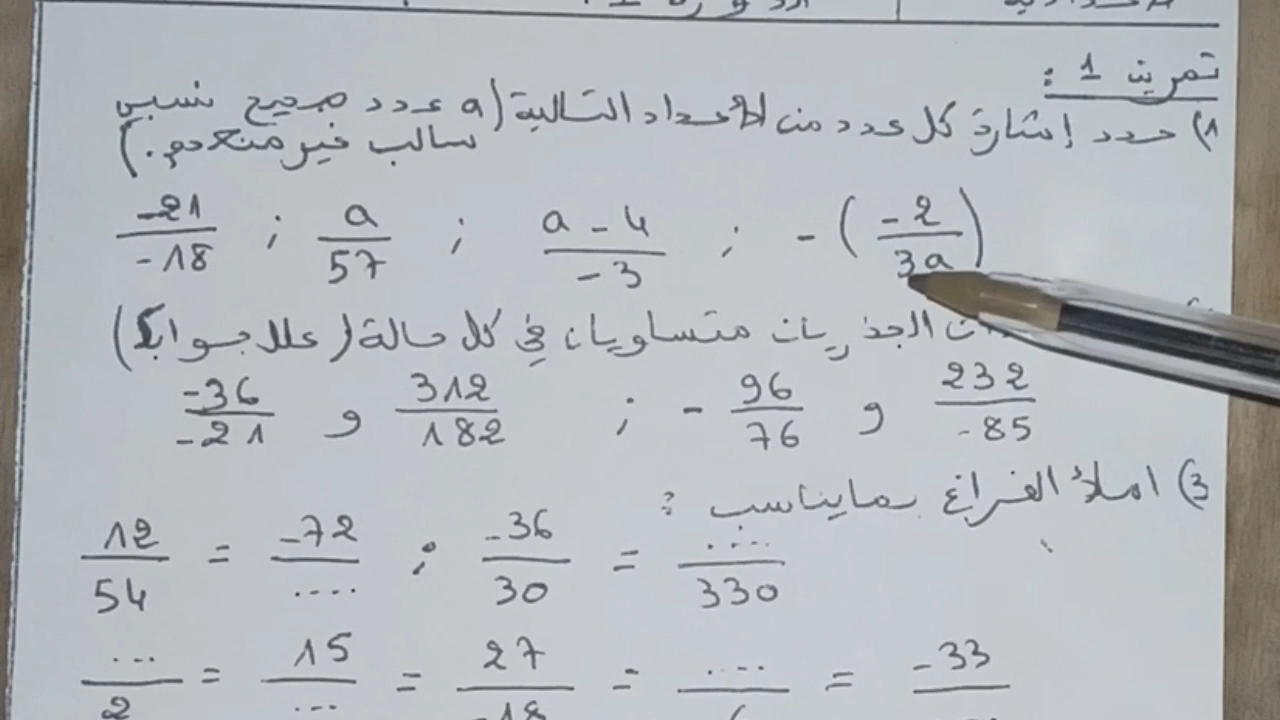 تمرين 1 :
1) حدد إشارة كل عدد من الأعداد التالية (a عدد صحيح نسبي
سالب غير منعدم.)
-21/-18 ; a/57 ; a - 4/-3 ; - (-2/3a)
الجذريان متساويان في كل حالة (علل جوابك)
-36/-21 و 312/182 ; - 96/76 و 232/-85
3) املأ الفراغ بما يناسب :
12/54 = -72/.... ; -36/30 = ..../330
.../2 = 15/... = 27/-18 = ..../ = -33/